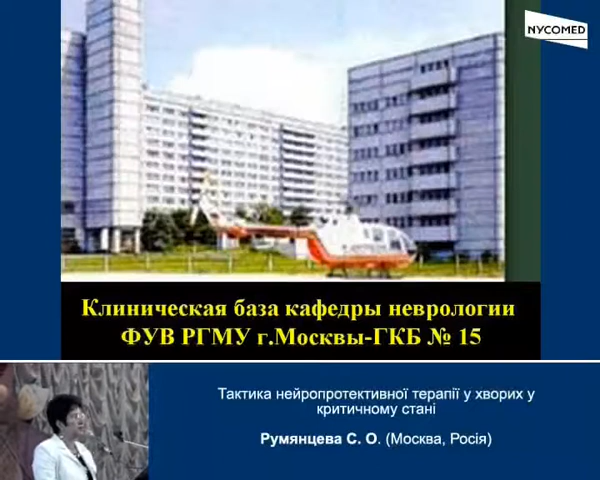 NYCOMED
Клиническая база кафедры неврологии
ФУВ РГМУ г.Москвы-ГКБ № 15
Тактика нейропротективної терапії у хворих у
критичному стані
Румянцева С. О. (Москва, Росія)